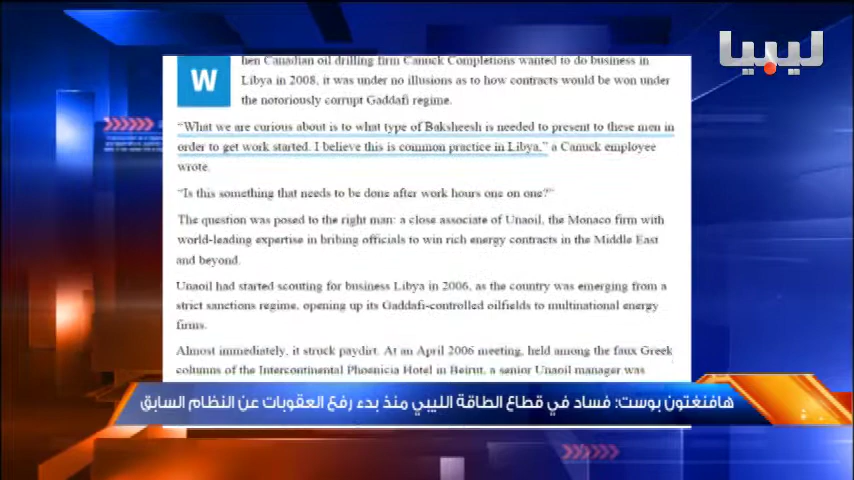 ليبيا
W
hen Canadian oil drilling firm Canuck Completions wanted to do business in
Libya in 2008, it was under no illusions as to how contracts would be won under
the notoriously corrupt Gaddafi regime.
“What we are curious about is to what type of Baksheesh is needed to present to these men in
order to get work started. I believe this is common practice in Libya,” a Canuck employee
wrote.
“Is this something that needs to be done after work hours one on one?”
The question was posed to the right man: a close associate of Unaoil, the Monaco firm with
world-leading expertise in bribing officials to win rich energy contracts in the Middle East
and beyond.
Unaoil had started scouting for business Libya in 2006, as the country was emerging from a
strict sanctions regime, opening up its Gaddafi-controlled oilfields to multinational energy
firms.
Almost immediately, it struck paydirt. At an April 2006 meeting, held among the faux Greek
columns of the Intercontinental Phoenicia Hotel in Beirut, a senior Unaoil manager was
هافنغتون بوست: فساد في قطاع الطاقة الليبي منذ بدء رفع العقوبات عن النظام السابق